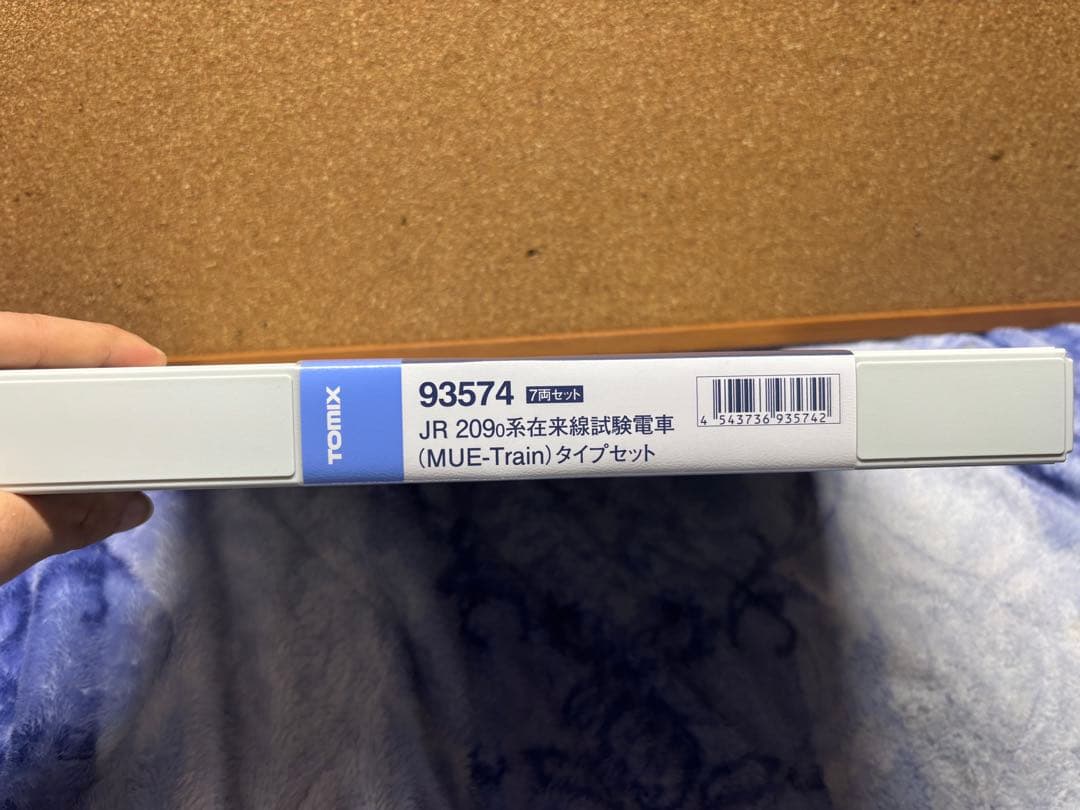 TOMIX
93574 7両セット
JR 209₀系在来線試験電車
(MUE-Train)タイプセット
4 543736 935742